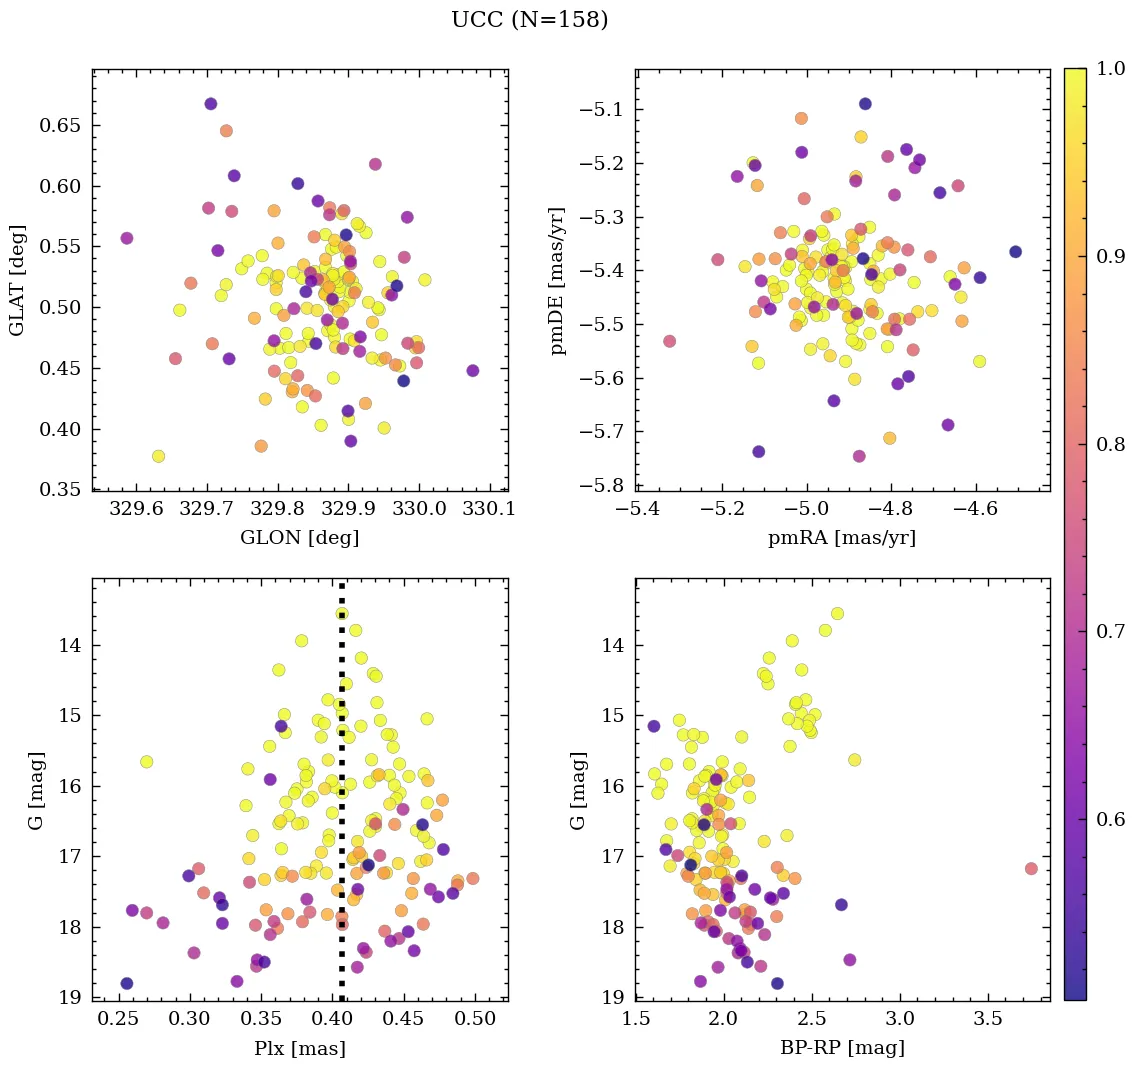 UCC (N=158)
0.65
0.60
0.55
0.50
0.45
0.40
0.35
GLAT [deg]
329.6 329.7 329.8 329.9 330.0 330.1
GLON [deg]
−5.1
−5.2
−5.3
−5.4
−5.5
−5.6
−5.7
−5.8
pmDE [mas/yr]
−5.4 −5.2 −5.0 −4.8 −4.6
pmRA [mas/yr]
1.0
0.9
0.8
0.7
0.6
14
15
16
17
18
19
G [mag]
0.25 0.30 0.35 0.40 0.45 0.50
Plx [mas]
14
15
16
17
18
19
G [mag]
1.5 2.0 2.5 3.0 3.5
BP-RP [mag]